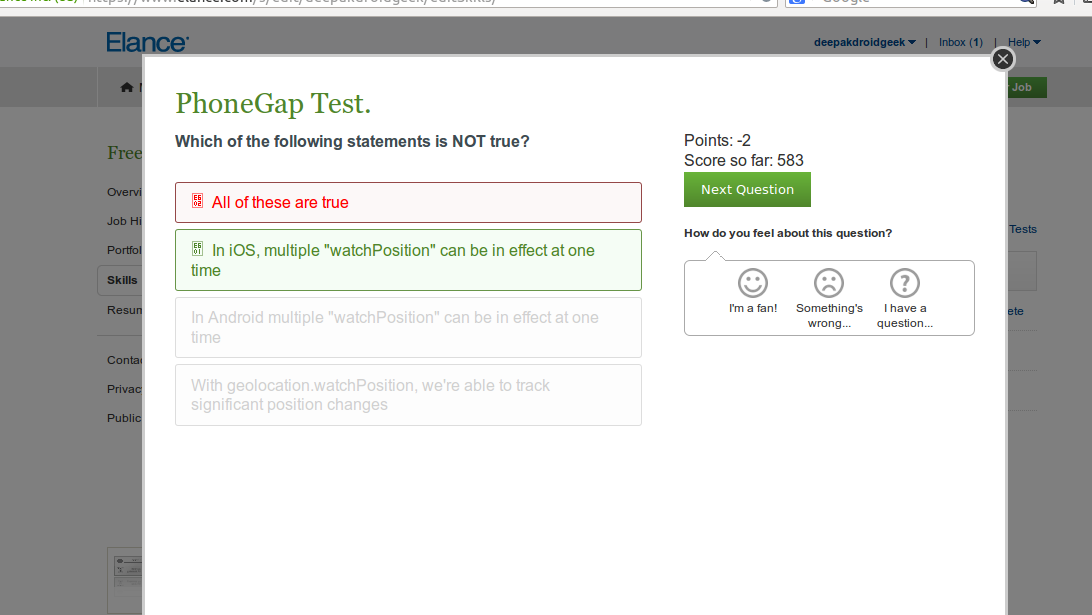 Elance
deepakdroidgeek | Inbox (1) | Help
Job
PhoneGap Test.
Which of the following statements is NOT true?
All of these are true
In iOS, multiple "watchPosition" can be in effect at one
time
In Android multiple "watchPosition" can be in effect at one
time
With geolocation.watchPosition, we're able to track
significant position changes
Points: -2
Score so far: 583
Next Question
How do you feel about this question?
I'm a fan!
Something's
wrong...
I have a
question...
Free
Overvi
Job Hi
Portfol
Skills
Resum
Contac
Privac
Public
Tests
ete